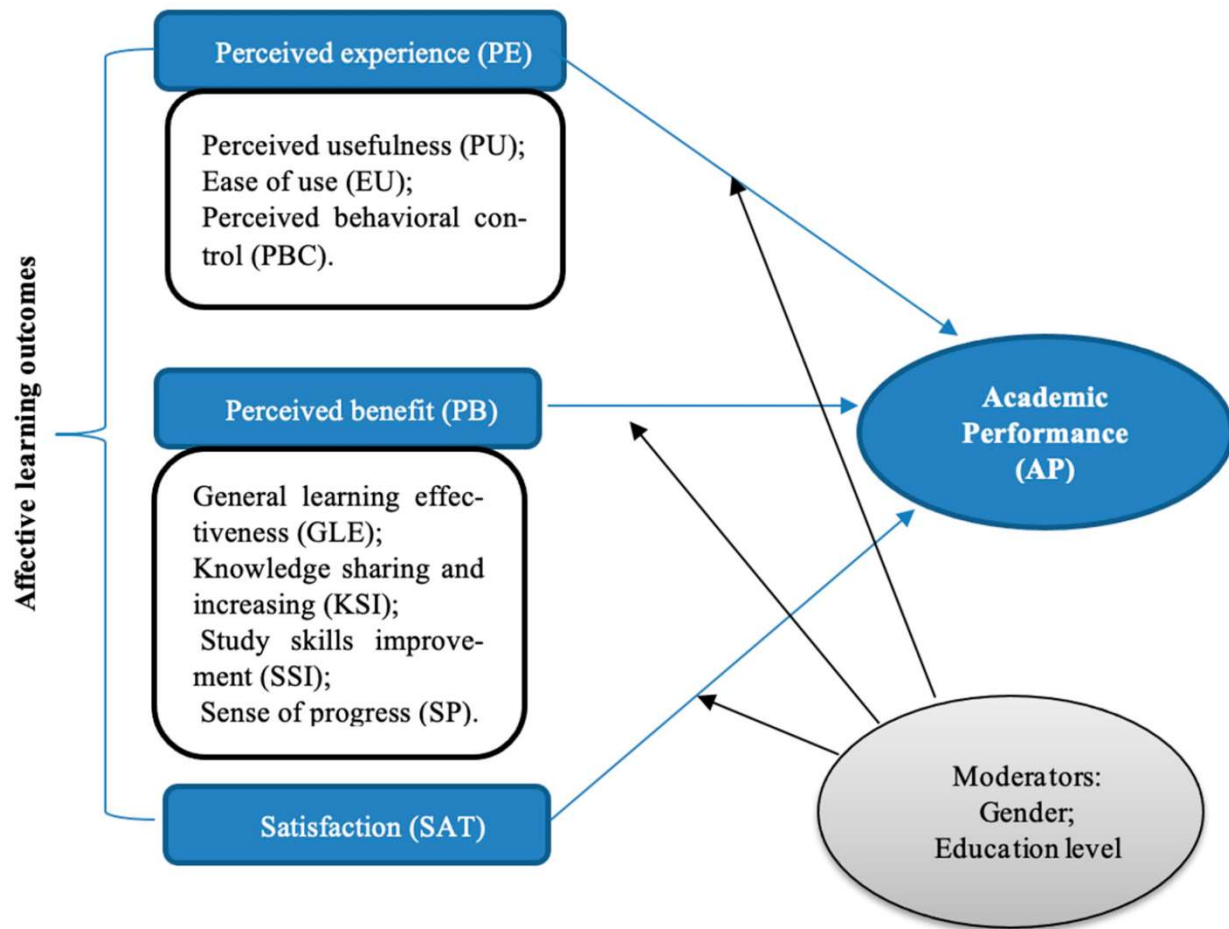 Affective learning outcomes
Perceived experience (PE)
Perceived usefulness (PU);
Ease of use (EU);
Perceived behavioral con-
trol (PBC).
Perceived benefit (PB)
General learning effec-
tiveness (GLE);
Knowledge sharing and
increasing (KSI);
Study skills improve-
ment (SSI);
Sense of progress (SP).
Satisfaction (SAT)
Academic
Performance
(AP)
Moderators:
Gender;
Education level